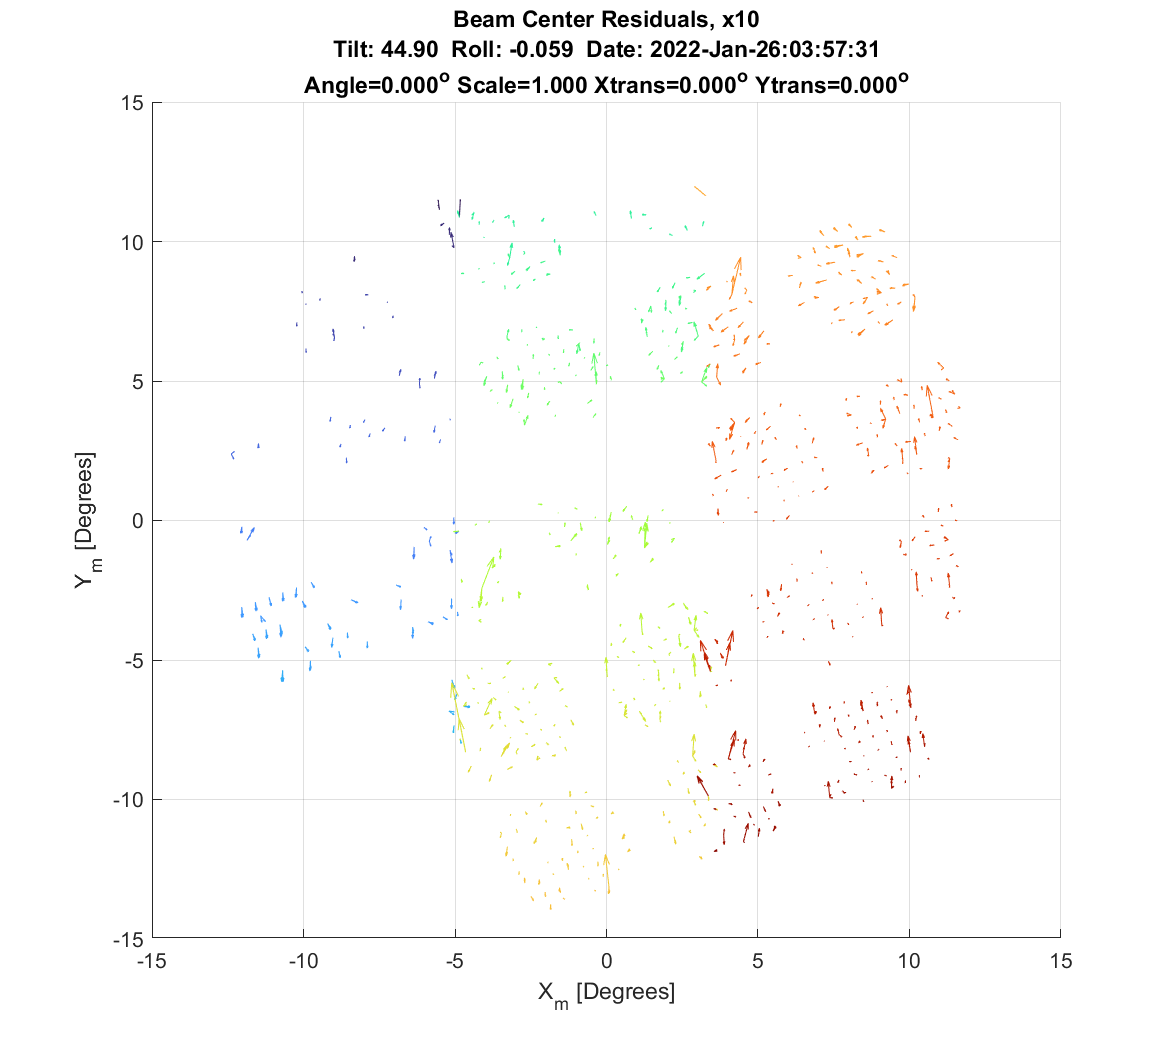 Beam Center Residuals, x10
Tilt: 44.90 Roll: -0.059 Date: 2022-Jan-26:03:57:31
Angle=0.000° Scale=1.000 Xtrans=0.000° Ytrans=0.000°
15
10
5
0
-5
-10
-15
Y_m [Degrees]
-15 -10 -5 0 5 10 15
X_m [Degrees]